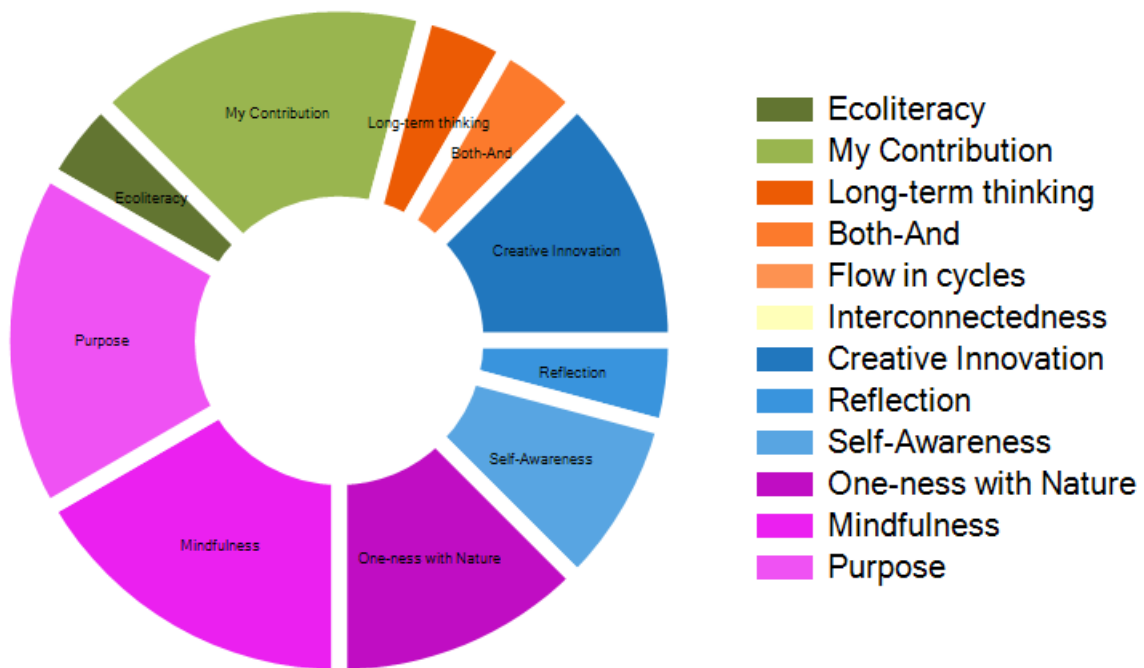 My Contribution
Long-term thinking
Both-And
Ecoliteracy
Creative Innovation
Purpose
Reflection
Self-Awareness
Mindfulness
One-ness with Nature
Ecoliteracy
My Contribution
Long-term thinking
Both-And
Flow in cycles
Interconnectedness
Creative Innovation
Reflection
Self-Awareness
One-ness with Nature
Mindfulness
Purpose